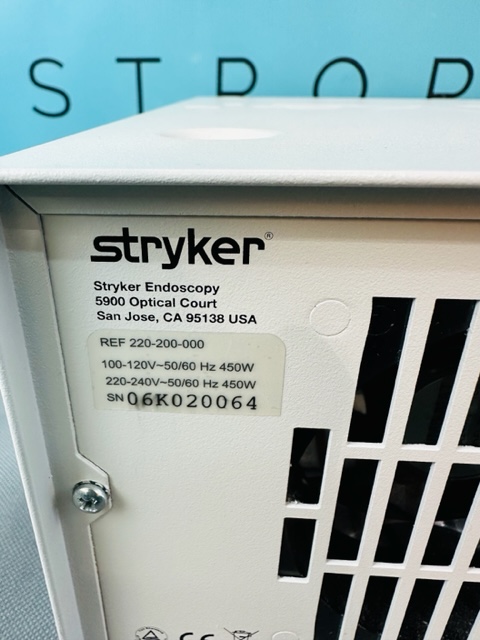 STROP
stryker®
Stryker Endoscopy
5900 Optical Court
San Jose, CA 95138 USA
REF 220-200-000
100-120V~50/60 Hz 450W
220-240V~50/60 Hz 450W
SN 06K020064
CE